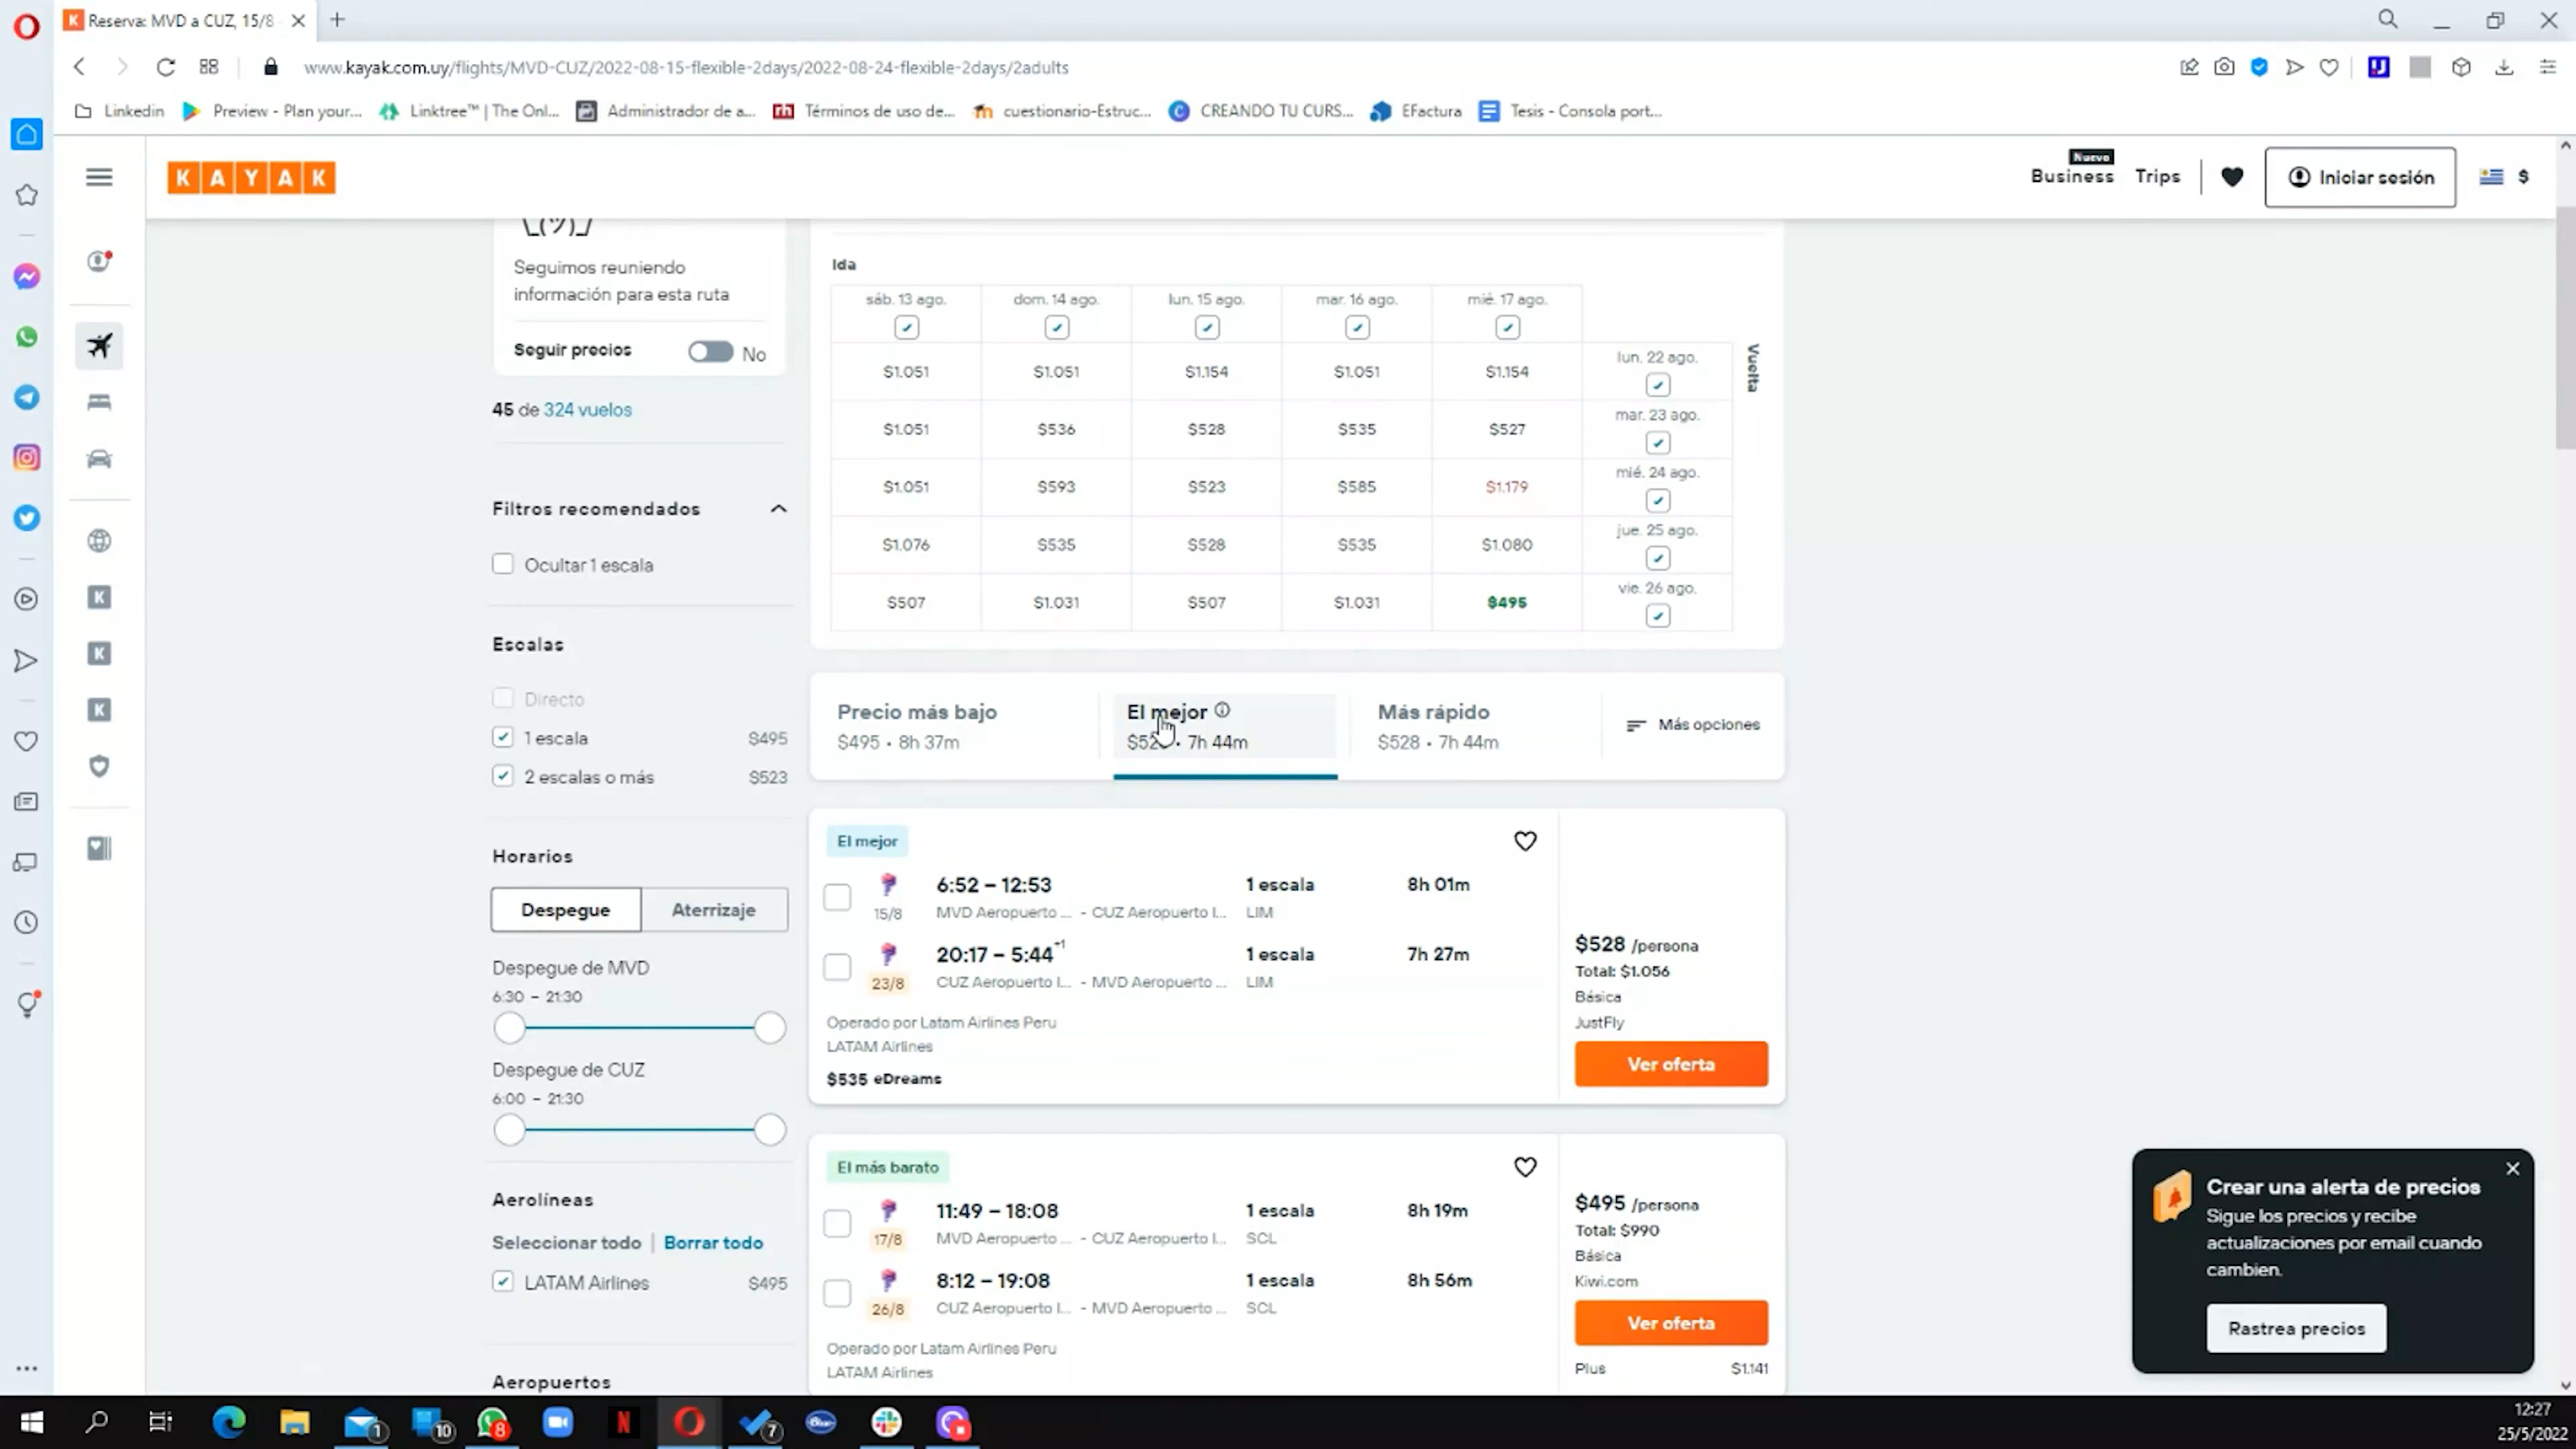 Reserva: MVD a CUZ, 15/8
www.kayak.com.uy/flights/MVD-CUZ/2022-08-15-flexible-2days/2022-08-24-flexible-2days/2adults
Linkedin
Preview - Plan your...
Linktree™ | The Onl...
Administrador de a...
Términos de uso de...
cuestionario-Estruc...
CREANDO TU CURS...
EFactura
Tesis - Consola port...
KAYAK
Nuevo
Business
Trips
Iniciar sesión
$
\_(ツ)_/
Seguimos reuniendo
información para esta ruta
Seguir precios No
45 de 324 vuelos
Filtros recomendados
Ocultar 1 escala
Escalas
Directo
1 escala $495
2 escalas o más $523
Horarios
Despegue Aterrizaje
Despegue de MVD
6:30 – 21:30
Despegue de CUZ
6:00 – 21:30
Aerolíneas
Seleccionar todo | Borrar todo
LATAM Airlines $495
Aeropuertos
Ida
sáb. 13 ago. dom. 14 ago. lun. 15 ago. mar. 16 ago. mié. 17 ago.
Vuelta
$1.051 $1.051 $1.154 $1.051 $1.154 lun. 22 ago.
$1.051 $536 $528 $535 $527 mar. 23 ago.
$1.051 $593 $523 $585 $1.179 mié. 24 ago.
$1.076 $535 $528 $535 $1.080 jue. 25 ago.
$507 $1.031 $507 $1.031 $495 vie. 26 ago.
Precio más bajo
$495 • 8h 37m
El mejor
• 7h 44m
Más rápido
$528 • 7h 44m
Más opciones
El mejor
6:52 – 12:53 1 escala 8h 01m
15/8 MVD Aeropuerto ... - CUZ Aeropuerto I... LIM
20:17 – 5:44+1 1 escala 7h 27m
23/8 CUZ Aeropuerto I... - MVD Aeropuerto ... LIM
Operado por Latam Airlines Peru
LATAM Airlines
$535 eDreams
$528 /persona
Total: $1.056
Básica
JustFly
Ver oferta
El más barato
11:49 – 18:08 1 escala 8h 19m
17/8 MVD Aeropuerto ... - CUZ Aeropuerto I... SCL
8:12 – 19:08 1 escala 8h 56m
26/8 CUZ Aeropuerto I... - MVD Aeropuerto ... SCL
Operado por Latam Airlines Peru
LATAM Airlines
$495 /persona
Total: $990
Básica
Kiwi.com
Ver oferta
Plus $1.141
Crear una alerta de precios
Sigue los precios y recibe
actualizaciones por email cuando
cambien.
Rastrea precios
1
10
8
7
12:27
25/5/2022